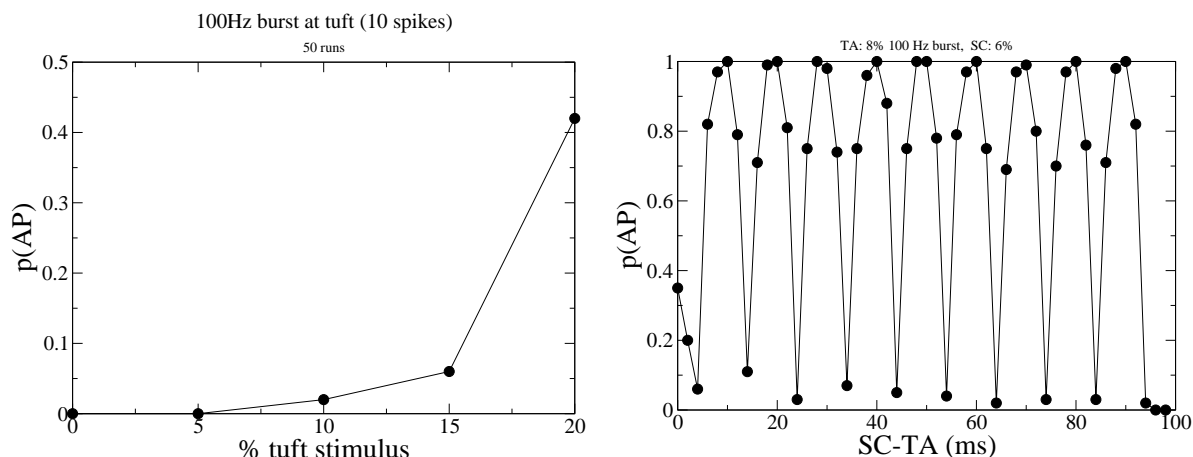 100Hz burst at tuft (10 spikes)
50 runs
0.5
0.4
0.3
0.2
0.1
0
p(AP)
0 5 10 15 20
% tuft stimulus
TA: 8% 100 Hz burst, SC: 6%
1
0.8
0.6
0.4
0.2
0
p(AP)
0 20 40 60 80 100
SC-TA (ms)